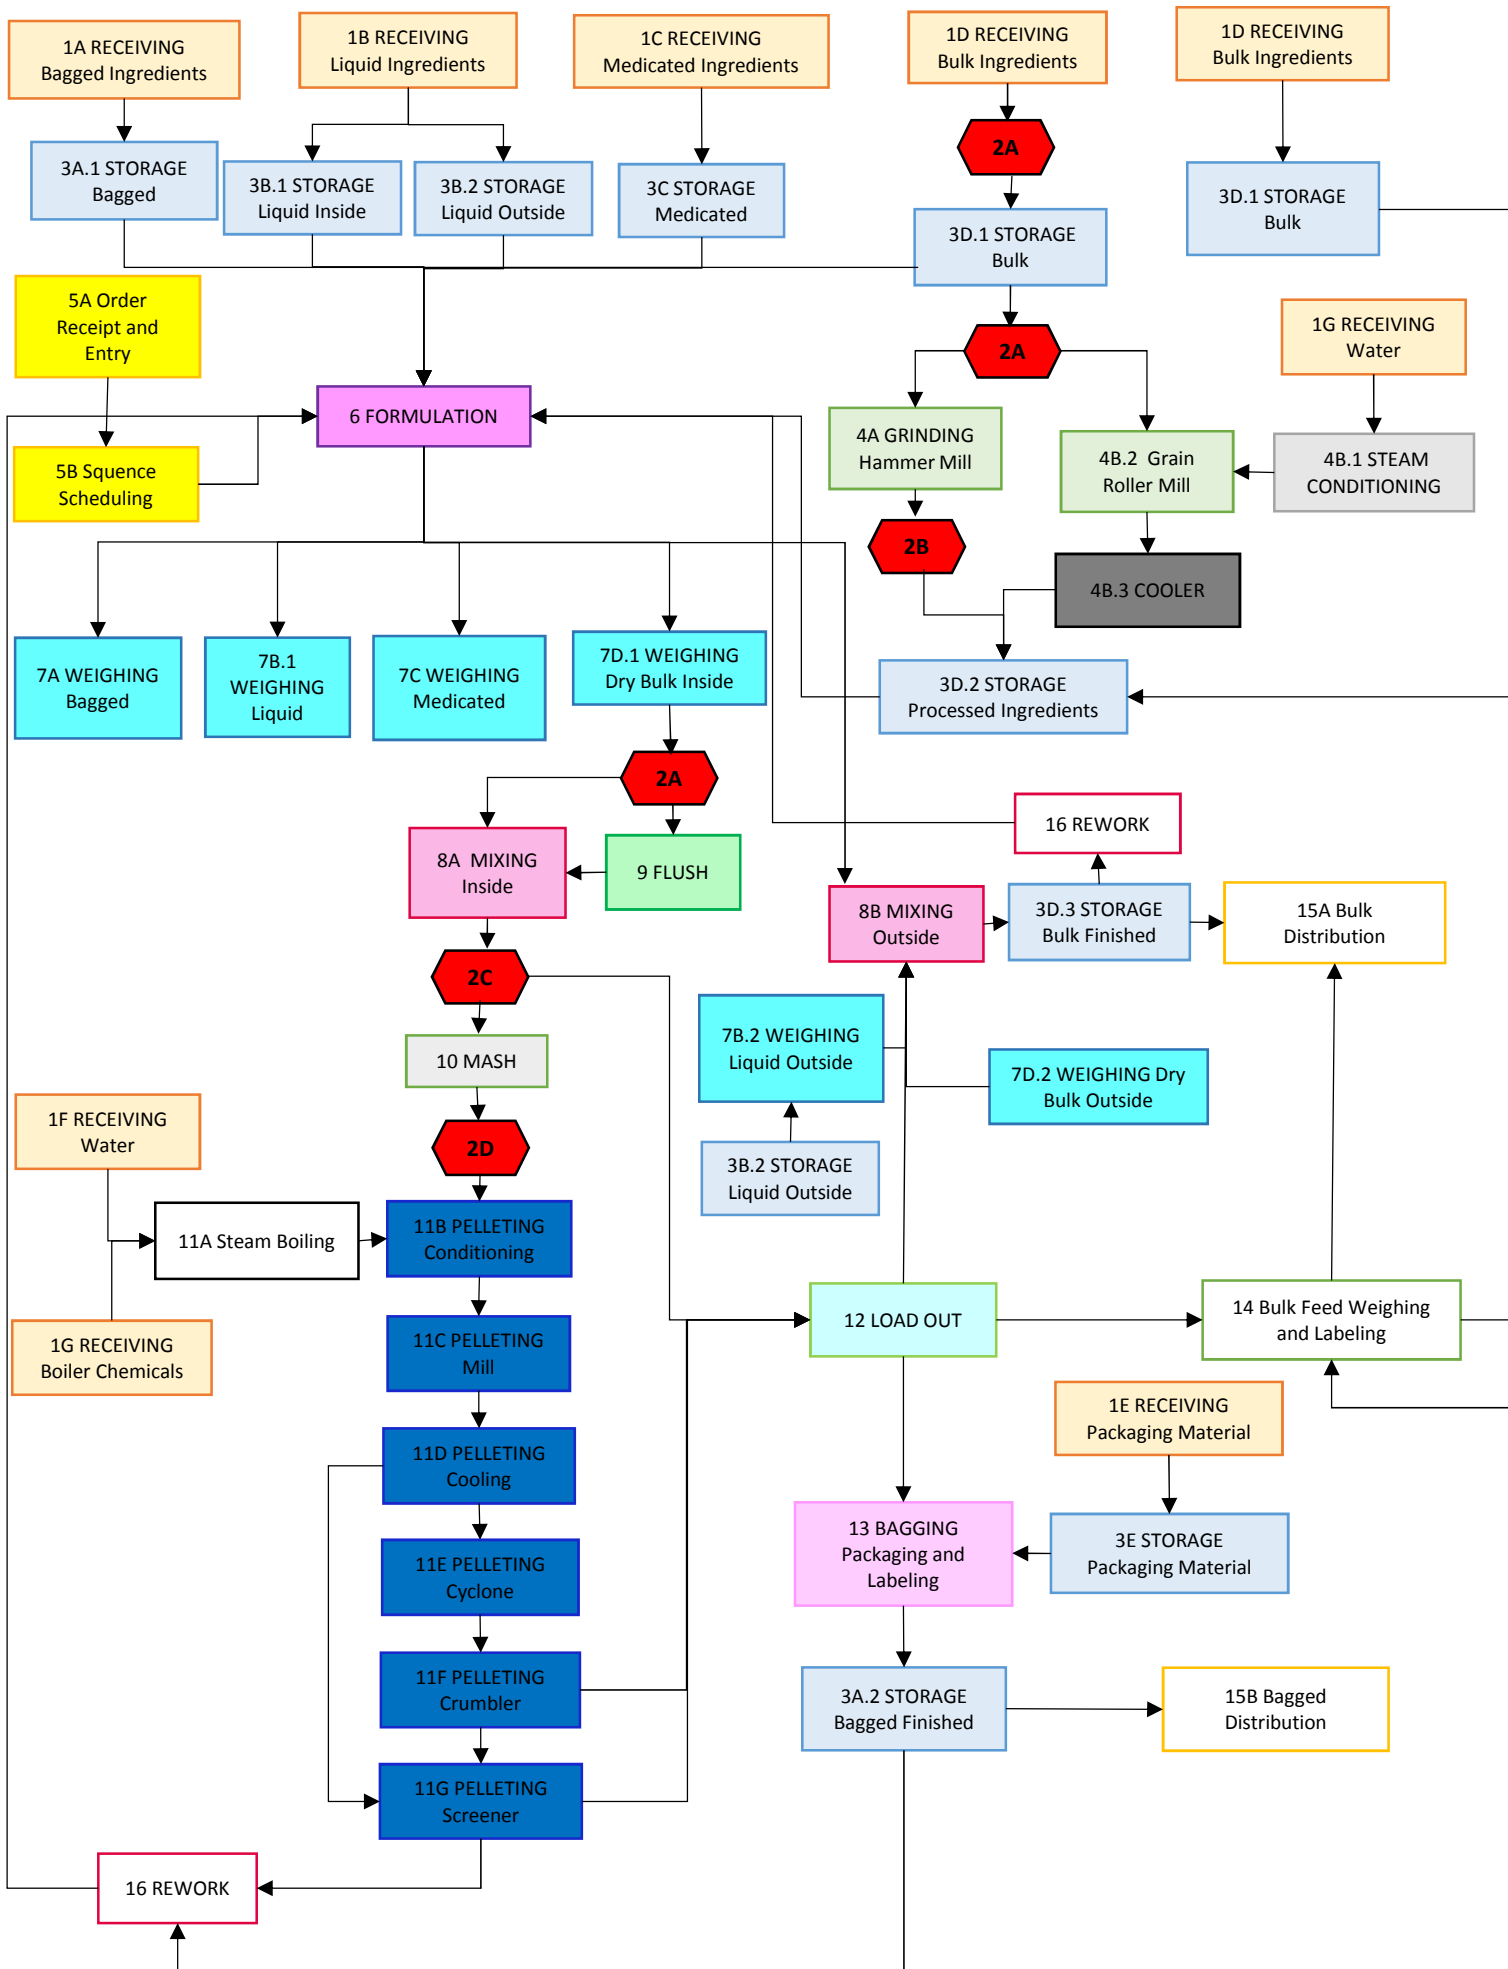 1A RECEIVING
Bagged Ingredients
1B RECEIVING
Liquid Ingredients
1C RECEIVING
Medicated Ingredients
1D RECEIVING
Bulk Ingredients
1D RECEIVING
Bulk Ingredients
2A
3A.1 STORAGE
Bagged
3B.1 STORAGE
Liquid Inside
3B.2 STORAGE
Liquid Outside
3C STORAGE
Medicated
3D.1 STORAGE
Bulk
3D.1 STORAGE
Bulk
5A Order
Receipt and
Entry
2A
1G RECEIVING
Water
6 FORMULATION
4A GRINDING
Hammer Mill
4B.2 Grain
Roller Mill
4B.1 STEAM
CONDITIONING
5B Squence
Scheduling
2B
4B.3 COOLER
7A WEIGHING
Bagged
7B.1
WEIGHING
Liquid
7C WEIGHING
Medicated
7D.1 WEIGHING
Dry Bulk Inside
3D.2 STORAGE
Processed Ingredients
2A
16 REWORK
8A MIXING
Inside
9 FLUSH
8B MIXING
Outside
3D.3 STORAGE
Bulk Finished
15A Bulk
Distribution
2C
10 MASH
7B.2 WEIGHING
Liquid Outside
7D.2 WEIGHING Dry
Bulk Outside
1F RECEIVING
Water
2D
3B.2 STORAGE
Liquid Outside
11A Steam Boiling
11B PELLETING
Conditioning
1G RECEIVING
Boiler Chemicals
11C PELLETING
Mill
12 LOAD OUT
14 Bulk Feed Weighing
and Labeling
1E RECEIVING
Packaging Material
11D PELLETING
Cooling
13 BAGGING
Packaging and
Labeling
3E STORAGE
Packaging Material
11E PELLETING
Cyclone
11F PELLETING
Crumbler
3A.2 STORAGE
Bagged Finished
15B Bagged
Distribution
11G PELLETING
Screener
16 REWORK